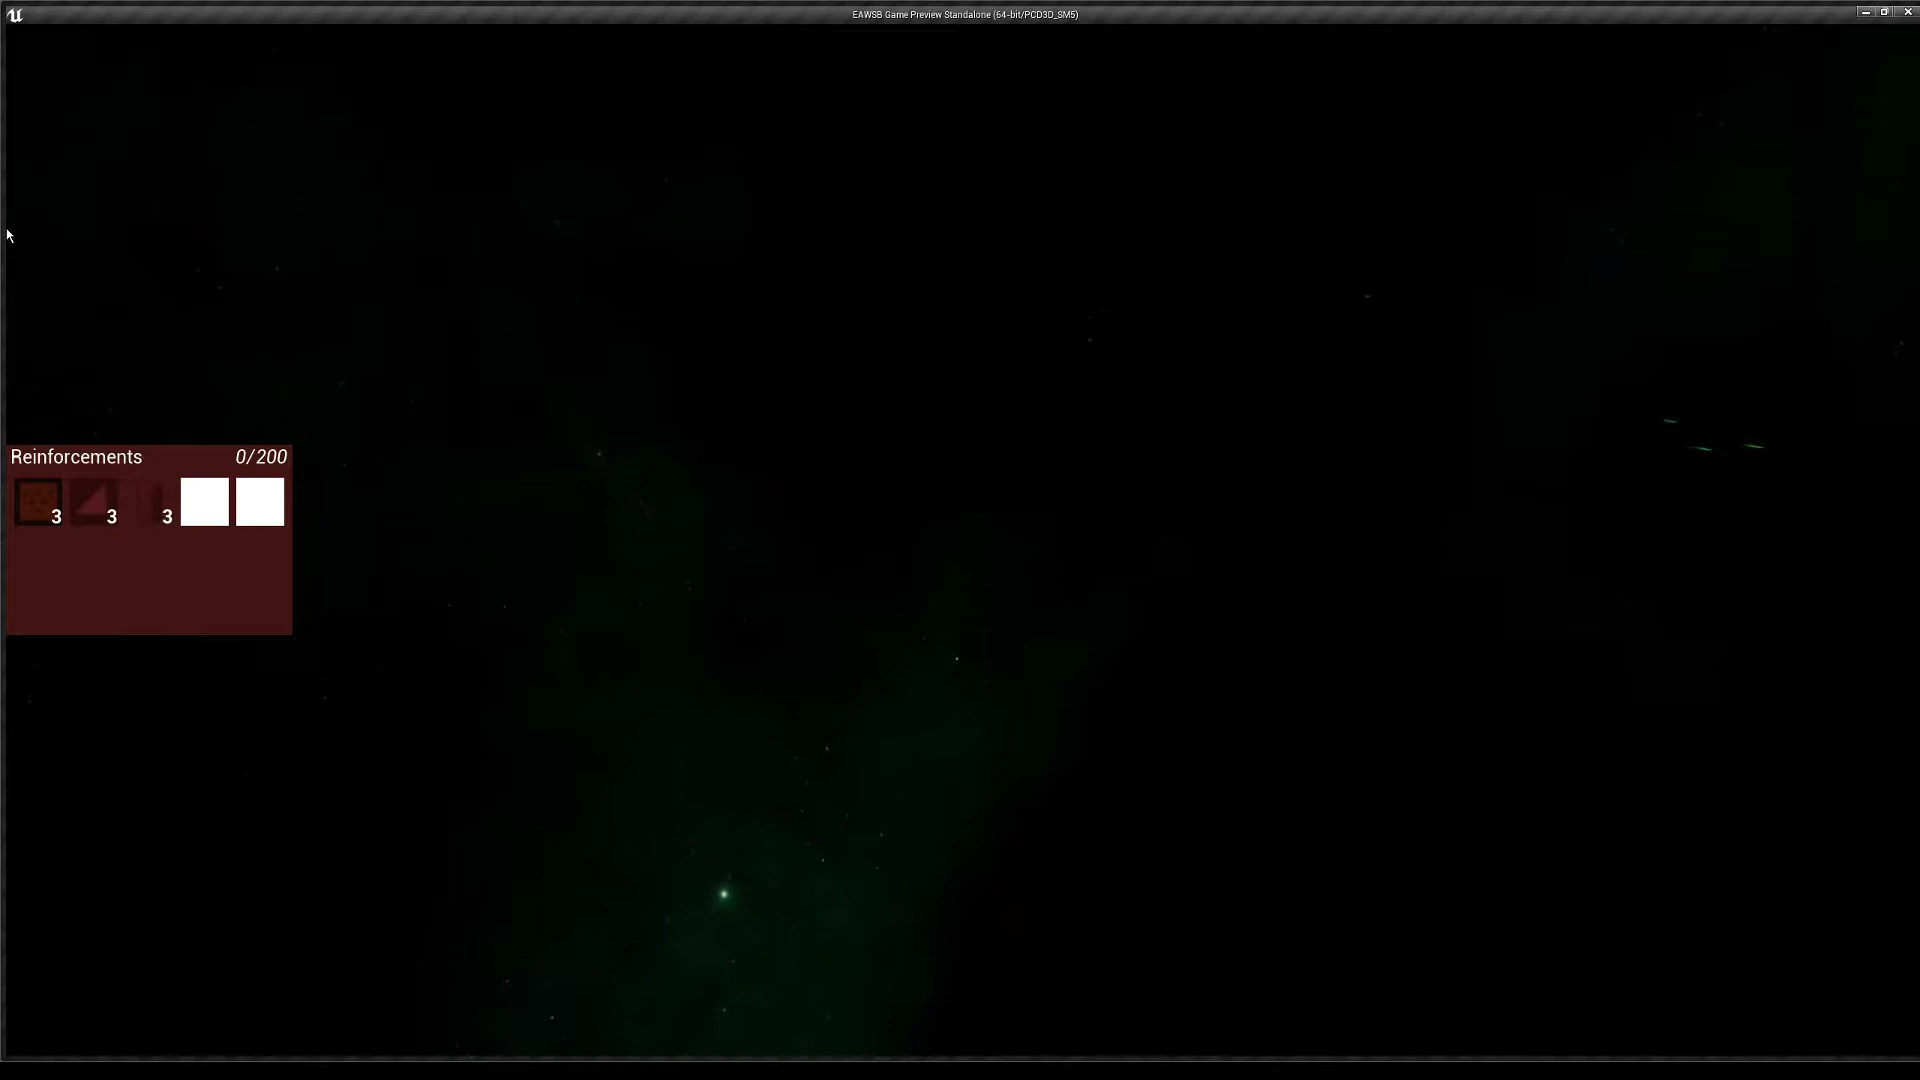 EAWSB Game Preview Standalone (64-bit/PCD3D_SM5)
Reinforcements 0/200
3 3 3